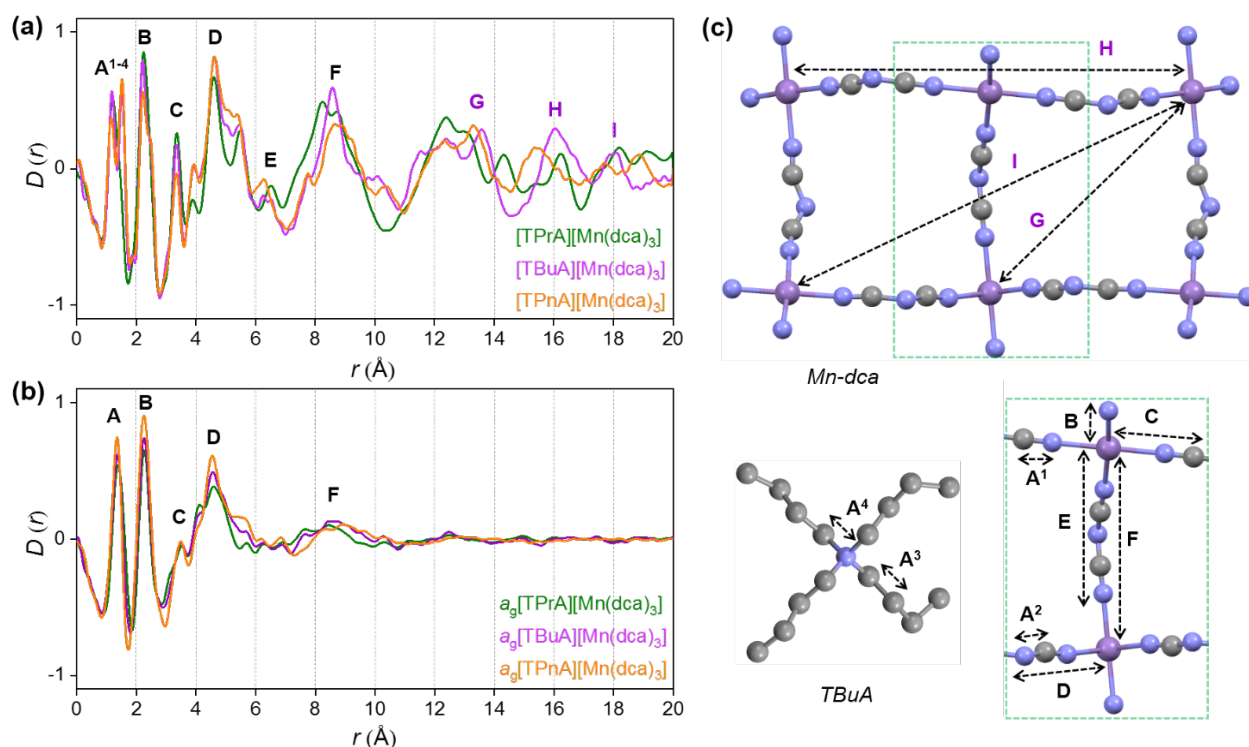 (a)
1
0
-1
D (r)
A1-4
B
C
D
E
F
G
H
I
[TPrA][Mn(dca)3]
[TBuA][Mn(dca)3]
[TPnA][Mn(dca)3]
0 2 4 6 8 10 12 14 16 18 20
r (Å)
(b)
1
0
-1
D (r)
A
B
C
D
F
ag[TPrA][Mn(dca)3]
ag[TBuA][Mn(dca)3]
ag[TPnA][Mn(dca)3]
0 2 4 6 8 10 12 14 16 18 20
r (Å)
(c)
H
I
G
Mn-dca
A4
A3
TBuA
B
C
A1
E
F
A2
D